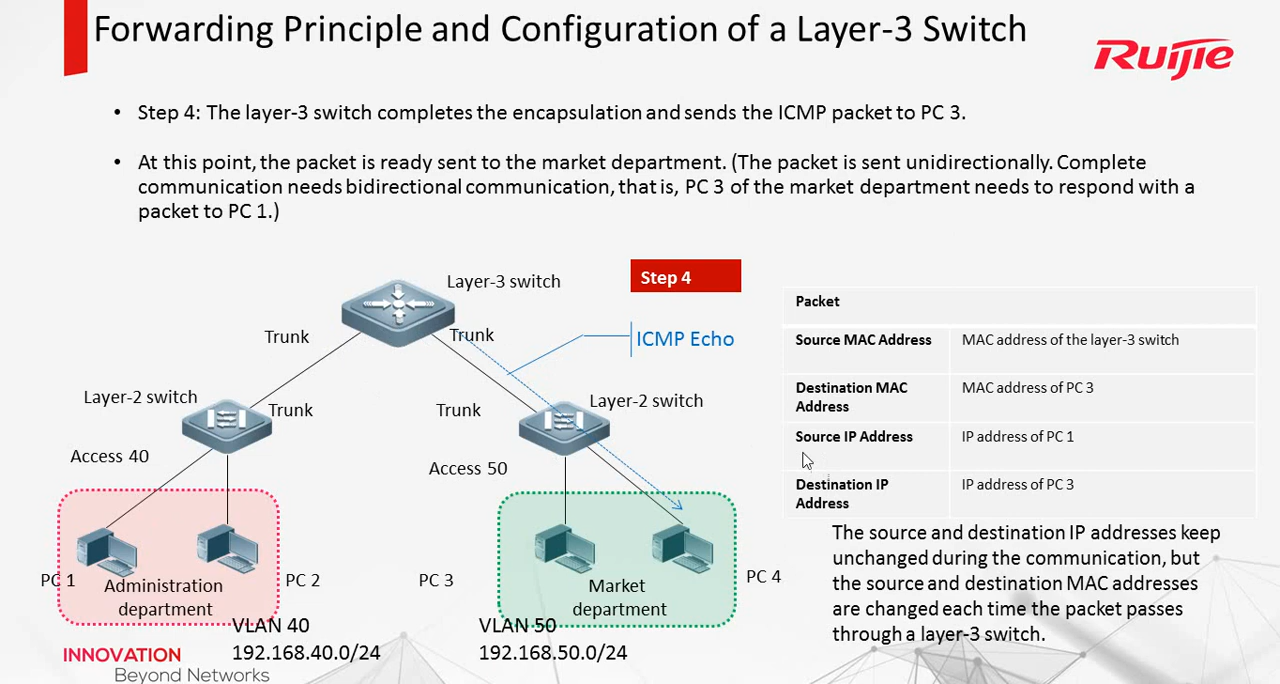 Forwarding Principle and Configuration of a Layer-3 Switch
Ruijie
• Step 4: The layer-3 switch completes the encapsulation and sends the ICMP packet to PC 3.
• At this point, the packet is ready sent to the market department. (The packet is sent unidirectionally. Complete
communication needs bidirectional communication, that is, PC 3 of the market department needs to respond with a
packet to PC 1.)
Layer-3 switch
Step 4
Trunk
Trunk
ICMP Echo
Layer-2 switch
Trunk
Trunk
Layer-2 switch
Access 40
Access 50
PC 1
Administration
department
PC 2
PC 3
Market
department
PC 4
VLAN 40
192.168.40.0/24
VLAN 50
192.168.50.0/24
Packet
Source MAC Address
MAC address of the layer-3 switch
Destination MAC
Address
MAC address of PC 3
Source IP Address
IP address of PC 1
Destination IP
Address
IP address of PC 3
The source and destination IP addresses keep
unchanged during the communication, but
the source and destination MAC addresses
are changed each time the packet passes
through a layer-3 switch.
INNOVATION
Beyond Networks